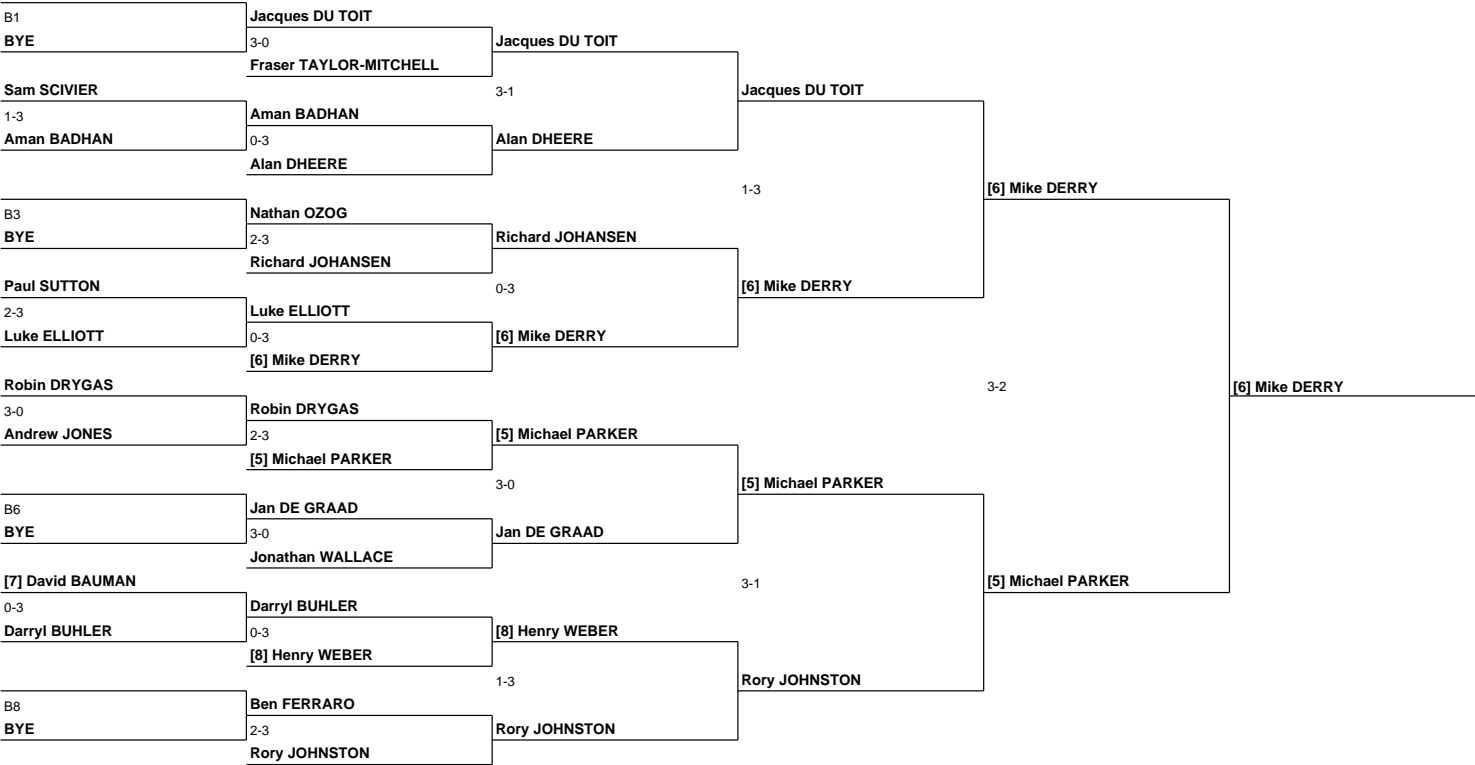 B1
BYE
Jacques DU TOIT
3-0
Fraser TAYLOR-MITCHELL
Jacques DU TOIT
Sam SCIVIER
1-3
Aman BADHAN
Aman BADHAN
0-3
Alan DHEERE
3-1
Alan DHEERE
Jacques DU TOIT
B3
BYE
Nathan OZOG
2-3
Richard JOHANSEN
Richard JOHANSEN
Paul SUTTON
2-3
Luke ELLIOTT
Luke ELLIOTT
0-3
[6] Mike DERRY
0-3
[6] Mike DERRY
[6] Mike DERRY
1-3
[6] Mike DERRY
Robin DRYGAS
3-0
Andrew JONES
Robin DRYGAS
2-3
[5] Michael PARKER
[5] Michael PARKER
B6
BYE
Jan DE GRAAD
3-0
Jonathan WALLACE
3-0
Jan DE GRAAD
[5] Michael PARKER
[7] David BAUMAN
0-3
Darryl BUHLER
Darryl BUHLER
0-3
[8] Henry WEBER
[8] Henry WEBER
B8
BYE
Ben FERRARO
2-3
Rory JOHNSTON
1-3
Rory JOHNSTON
Rory JOHNSTON
3-1
[5] Michael PARKER
3-2
[6] Mike DERRY